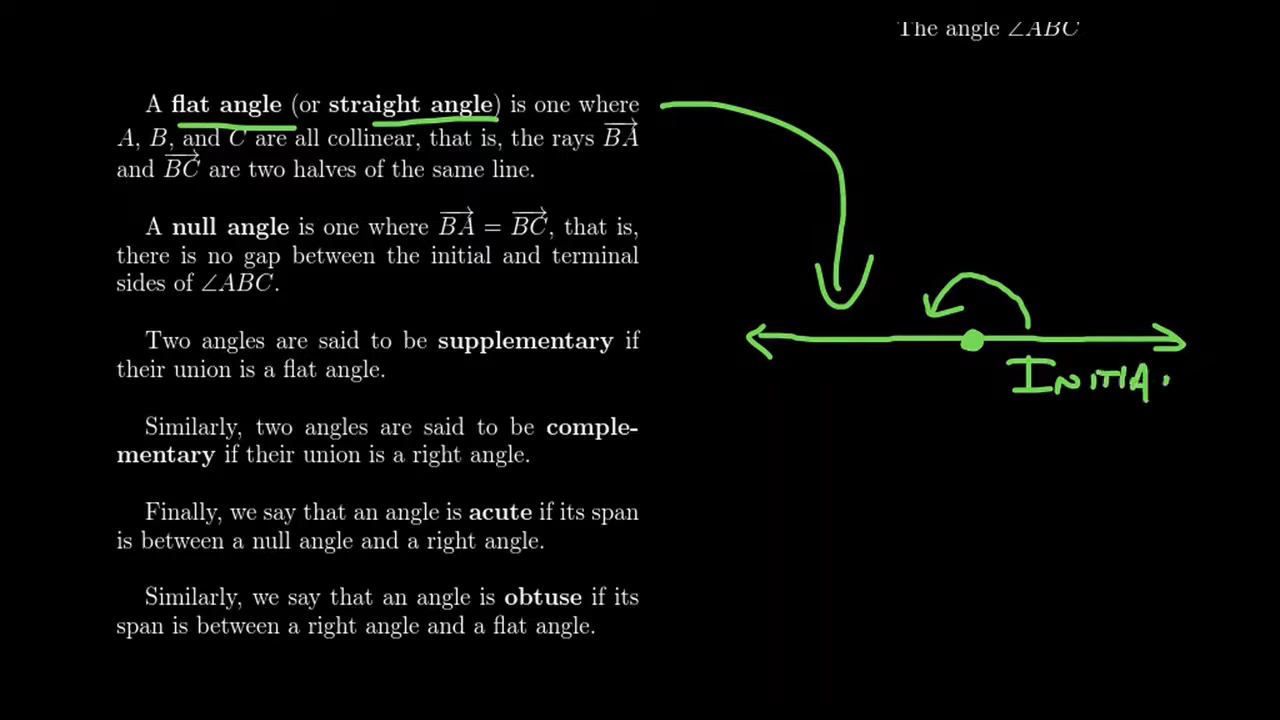 The angle ∠ABC
A flat angle (or straight angle) is one where
A, B, and C are all collinear, that is, the rays \overrightarrow{BA}
and \overrightarrow{BC} are two halves of the same line.
A null angle is one where \overrightarrow{BA} = \overrightarrow{BC}, that is,
there is no gap between the initial and terminal
sides of ∠ABC.
Two angles are said to be supplementary if
their union is a flat angle.
Similarly, two angles are said to be comple-
mentary if their union is a right angle.
Finally, we say that an angle is acute if its span
is between a null angle and a right angle.
Similarly, we say that an angle is obtuse if its
span is between a right angle and a flat angle.
INITIA